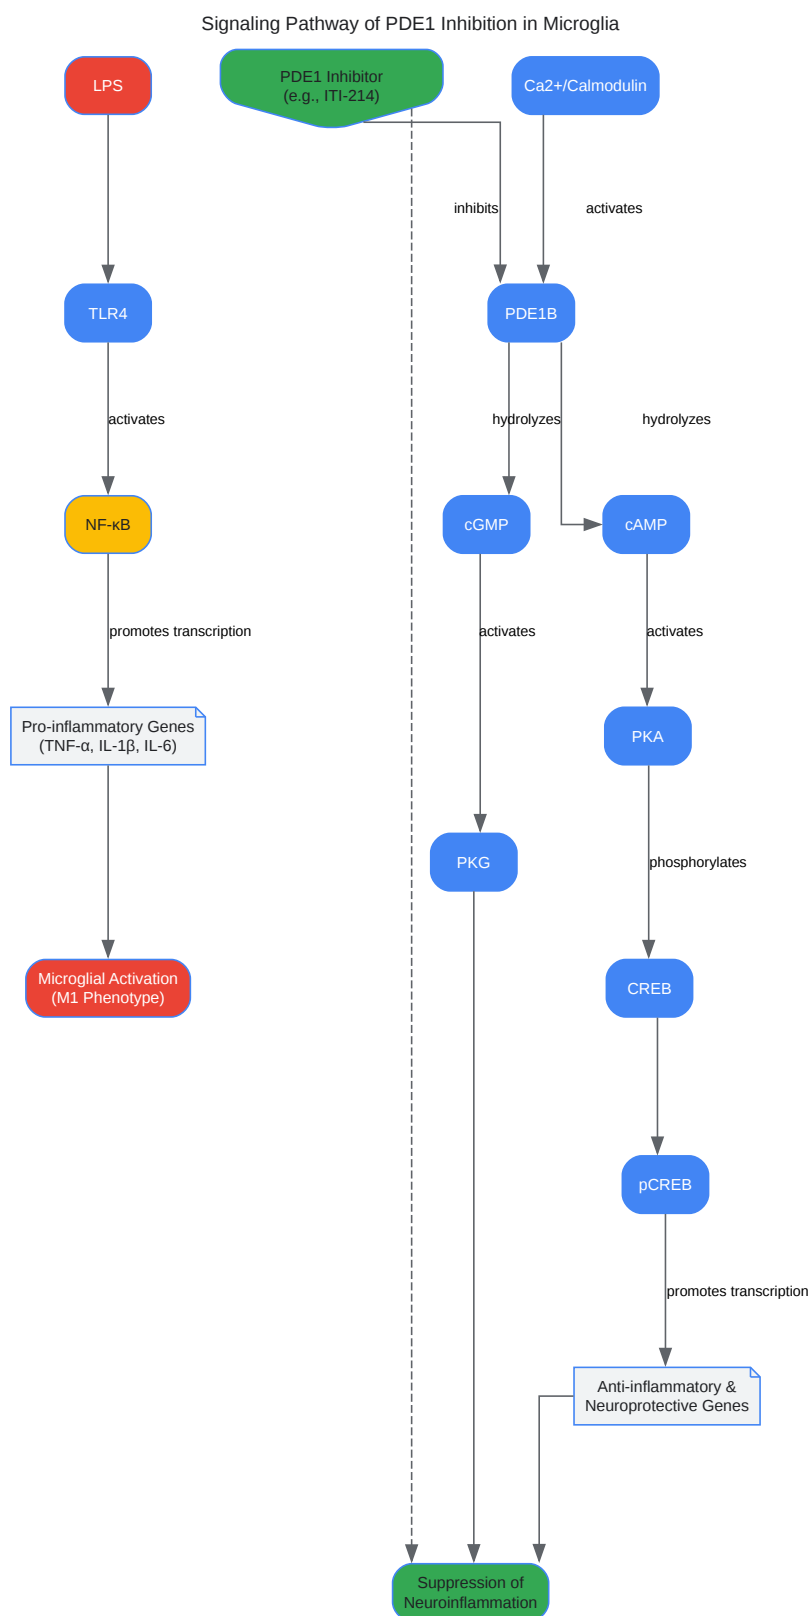 Signaling Pathway of PDE1 Inhibition in Microglia
LPS
PDE1 Inhibitor
(e.g., ITI-214)
Ca2+/Calmodulin
inhibits
activates
TLR4
PDE1B
activates
hydrolyzes
hydrolyzes
NF-κB
cGMP
cAMP
promotes transcription
activates
activates
Pro-inflammatory Genes
(TNF-α, IL-1β, IL-6)
PKA
PKG
phosphorylates
Microglial Activation
(M1 Phenotype)
CREB
pCREB
promotes transcription
Anti-inflammatory &
Neuroprotective Genes
Suppression of
Neuroinflammation